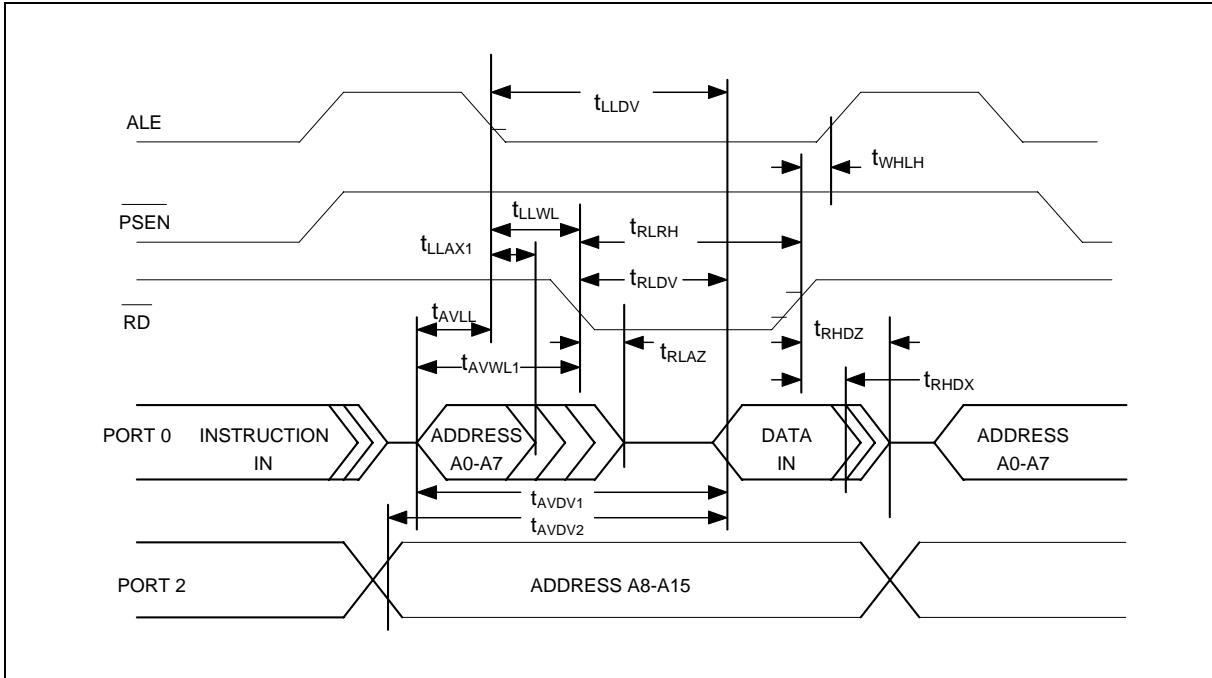 ALE
tLLDV
tWHLH
PSEN
tLLWL
tRLRH
tLLAX1
tRLDV
RD
tAVLL
tRLAZ
tRHDZ
tAVWL1
tRHDX
PORT 0
INSTRUCTION
IN
ADDRESS
A0-A7
DATA
IN
ADDRESS
A0-A7
tAVDV1
tAVDV2
PORT 2
ADDRESS A8-A15